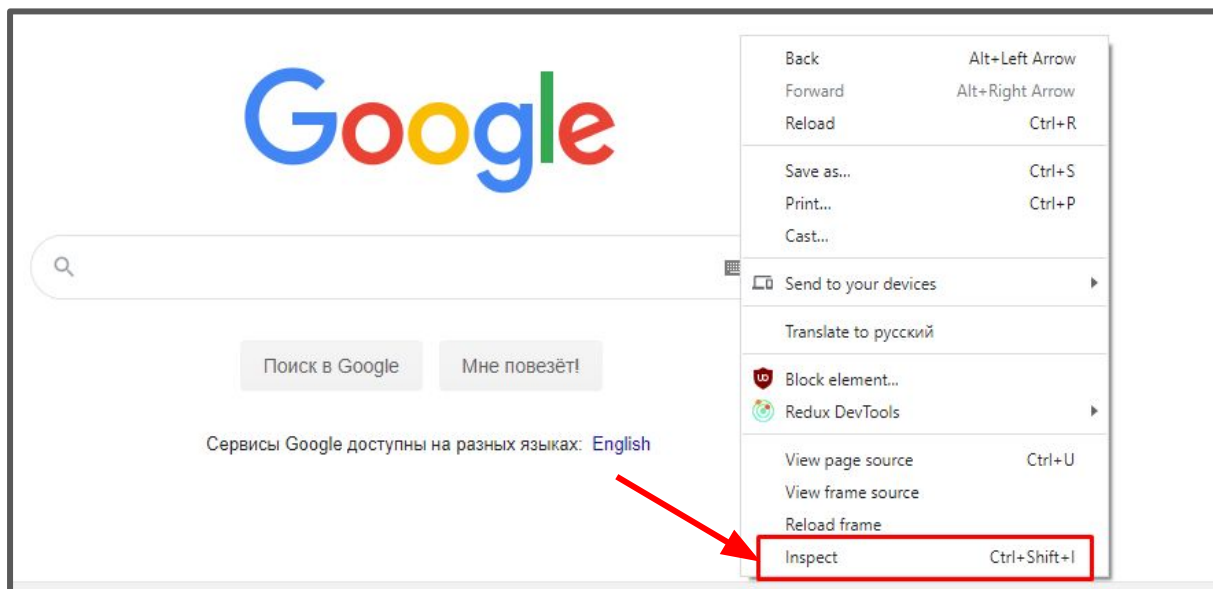 Google
Поиск в Google
Мне повезёт!
Сервисы Google доступны на разных языках: English
Back Alt+Left Arrow
Forward Alt+Right Arrow
Reload Ctrl+R
Save as... Ctrl+S
Print... Ctrl+P
Cast...
Send to your devices
Translate to русский
Block element...
Redux DevTools
View page source Ctrl+U
View frame source
Reload frame
Inspect Ctrl+Shift+I